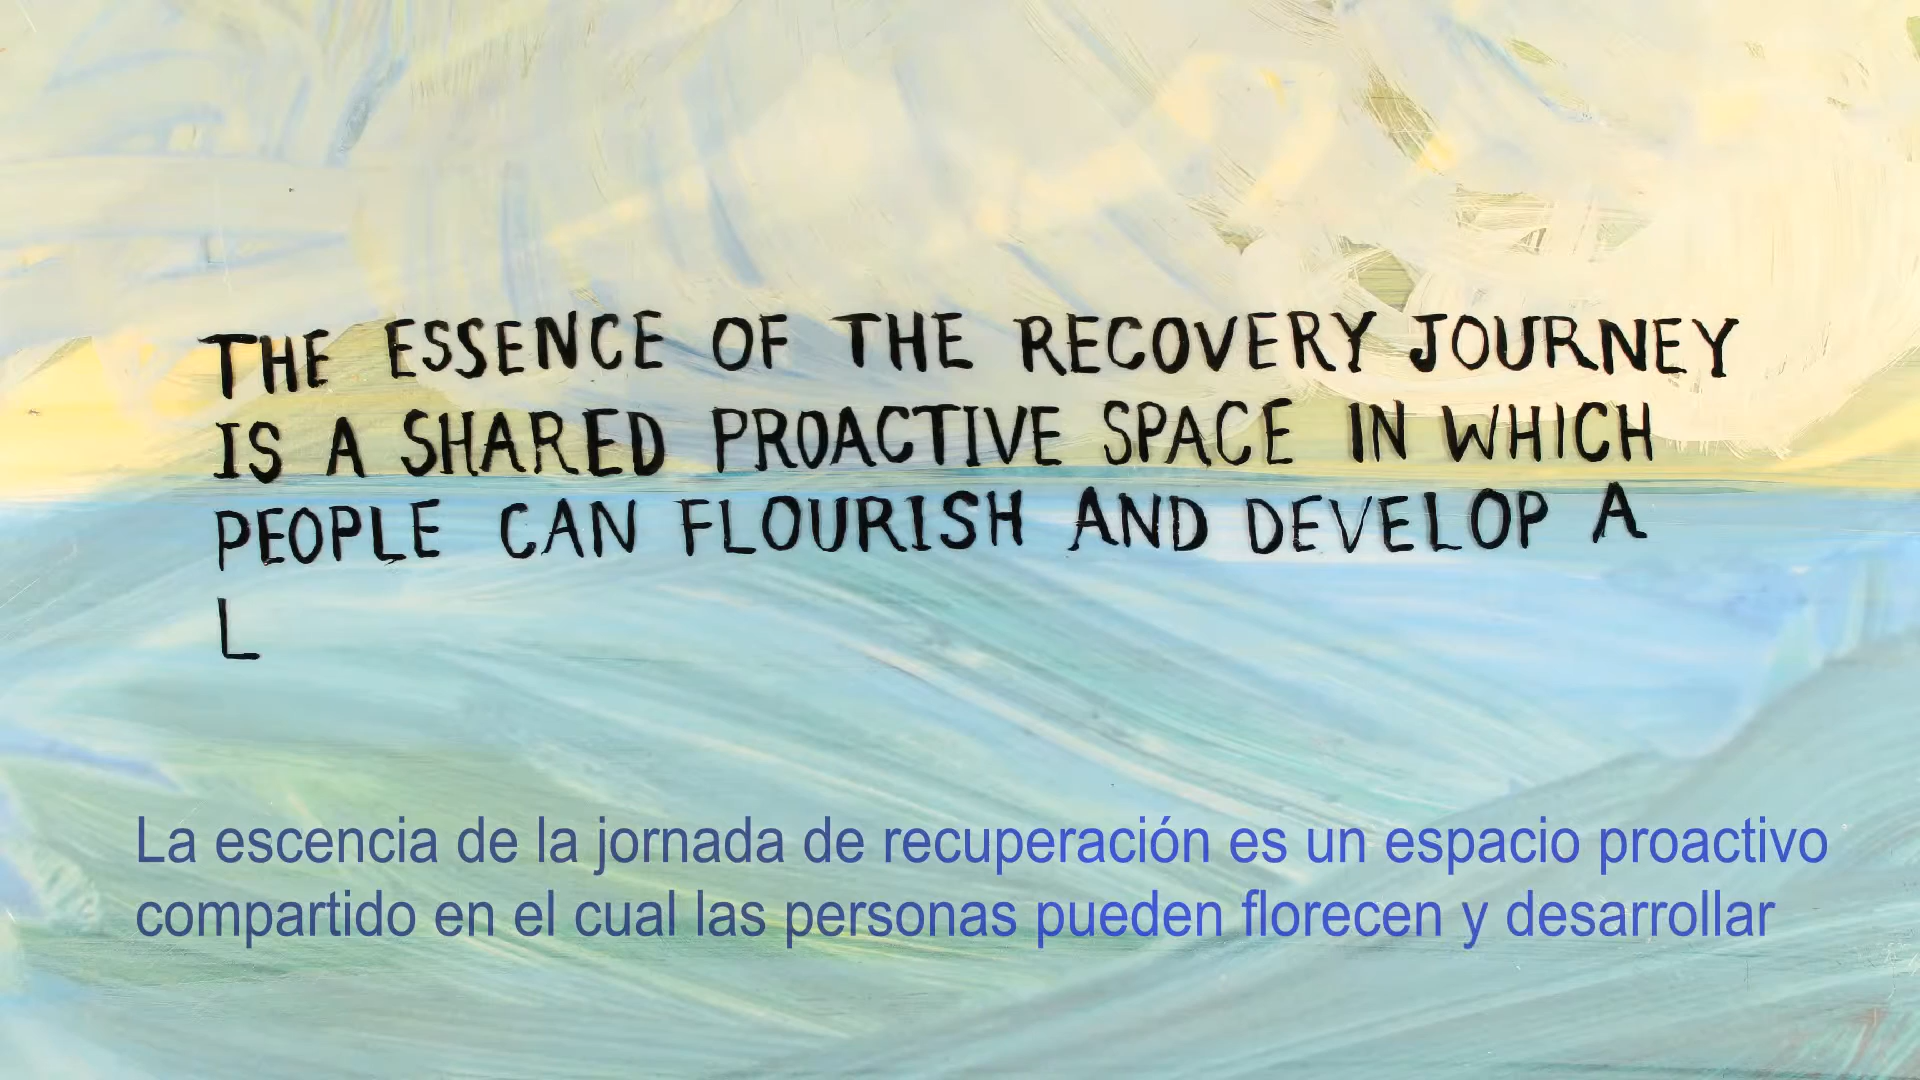 THE ESSENCE OF THE RECOVERY JOURNEY
IS A SHARED PROACTIVE SPACE IN WHICH
PEOPLE CAN FLOURISH AND DEVELOP A
L
La escencia de la jornada de recuperación es un espacio proactivo
compartido en el cual las personas pueden florecen y desarrollar